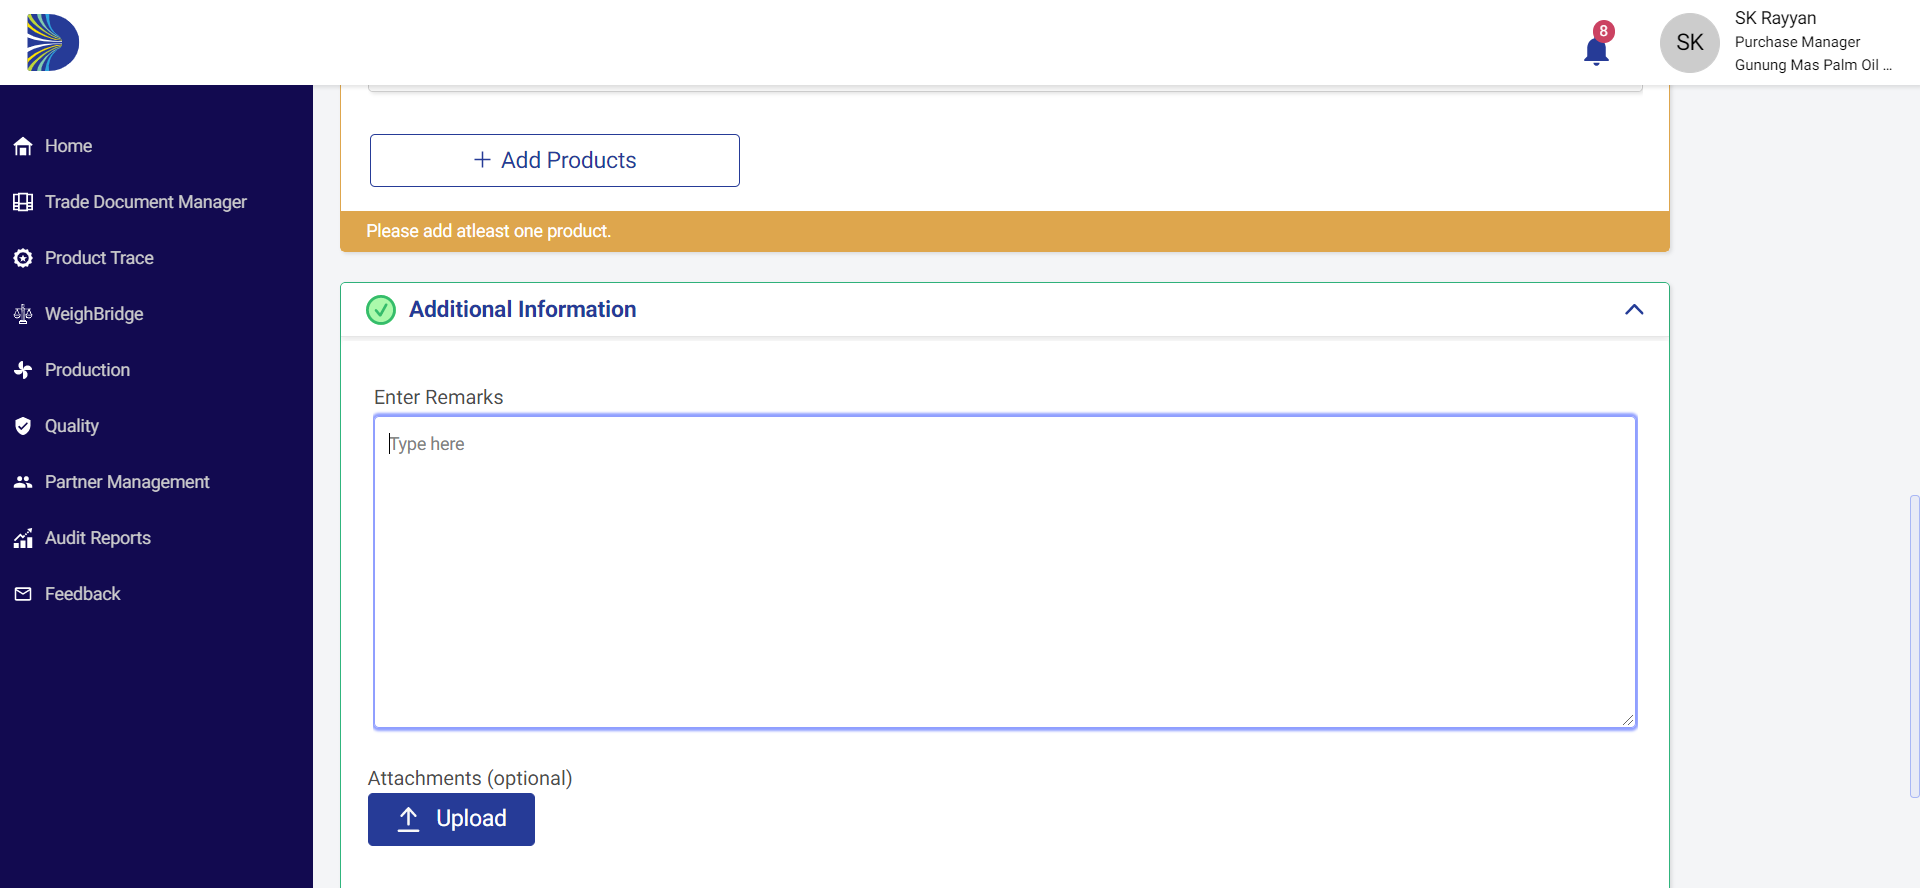 8
SK
SK Rayyan
Purchase Manager
Gunung Mas Palm Oil ...
Home
Trade Document Manager
Product Trace
WeighBridge
Production
Quality
Partner Management
Audit Reports
Feedback
+ Add Products
Please add atleast one product.
Additional Information
Enter Remarks
Type here
Attachments (optional)
Upload